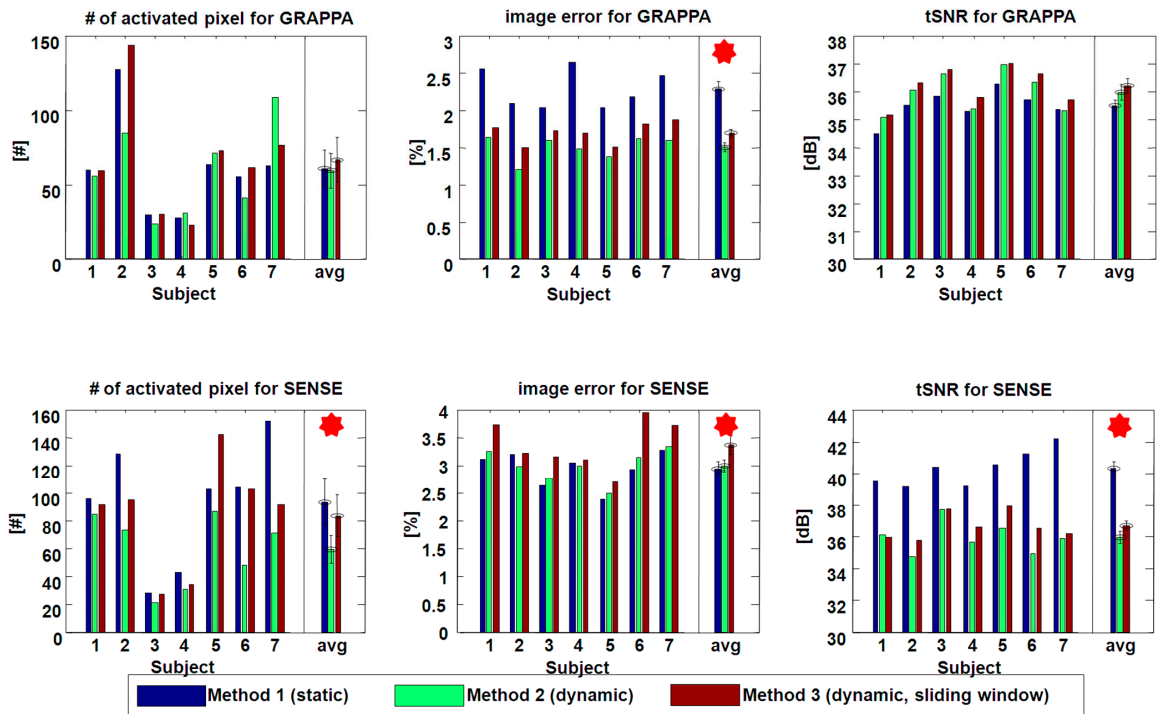 # of activated pixel for GRAPPA
150
100
50
0
[#]
1 2 3 4 5 6 7 avg
Subject
image error for GRAPPA
3
2.5
2
1.5
1
0.5
0
[%]
1 2 3 4 5 6 7 avg
Subject
tSNR for GRAPPA
38
37
36
35
34
33
32
31
30
[dB]
1 2 3 4 5 6 7 avg
Subject
# of activated pixel for SENSE
160
140
120
100
80
60
40
20
0
[#]
1 2 3 4 5 6 7 avg
Subject
image error for SENSE
4
3.5
3
2.5
2
1.5
1
0.5
0
[%]
1 2 3 4 5 6 7 avg
Subject
tSNR for SENSE
44
42
40
38
36
34
32
30
[dB]
1 2 3 4 5 6 7 avg
Subject
Method 1 (static) Method 2 (dynamic) Method 3 (dynamic, sliding window)